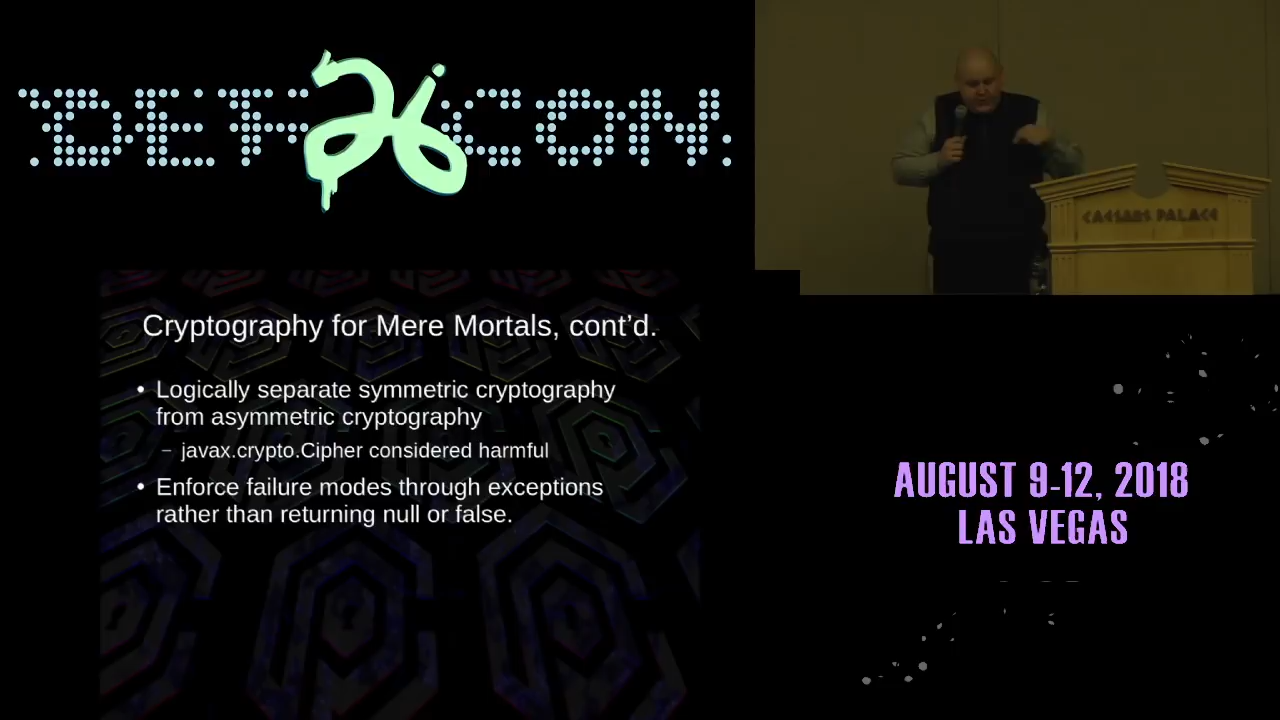 DEF 26 CON
CAESARS PALACE
Cryptography for Mere Mortals, cont’d.
• Logically separate symmetric cryptography
from asymmetric cryptography
– javax.crypto.Cipher considered harmful
• Enforce failure modes through exceptions
rather than returning null or false.
AUGUST 9-12, 2018
LAS VEGAS